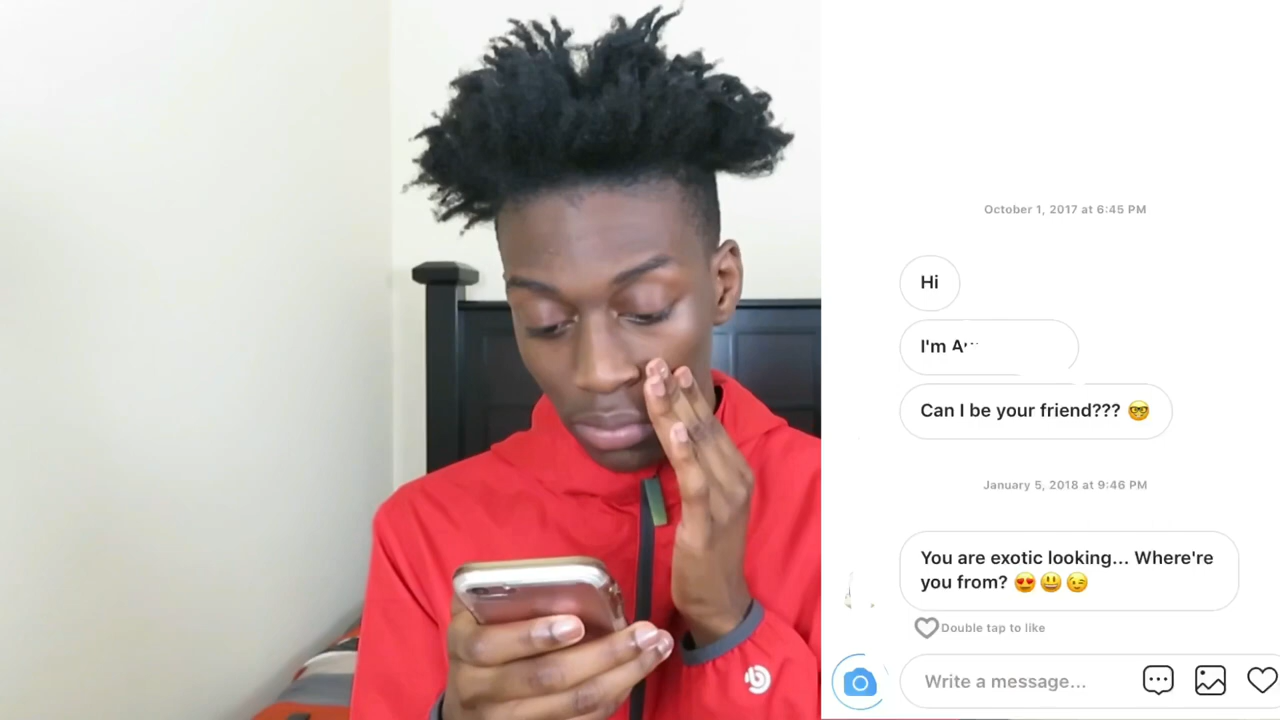 October 1, 2017 at 6:45 PM
Hi
I'm
Can I be your friend??? 🤓
January 5, 2018 at 9:46 PM
You are exotic looking... Where're
you from? 😍😃😉
Double tap to like
Write a message...